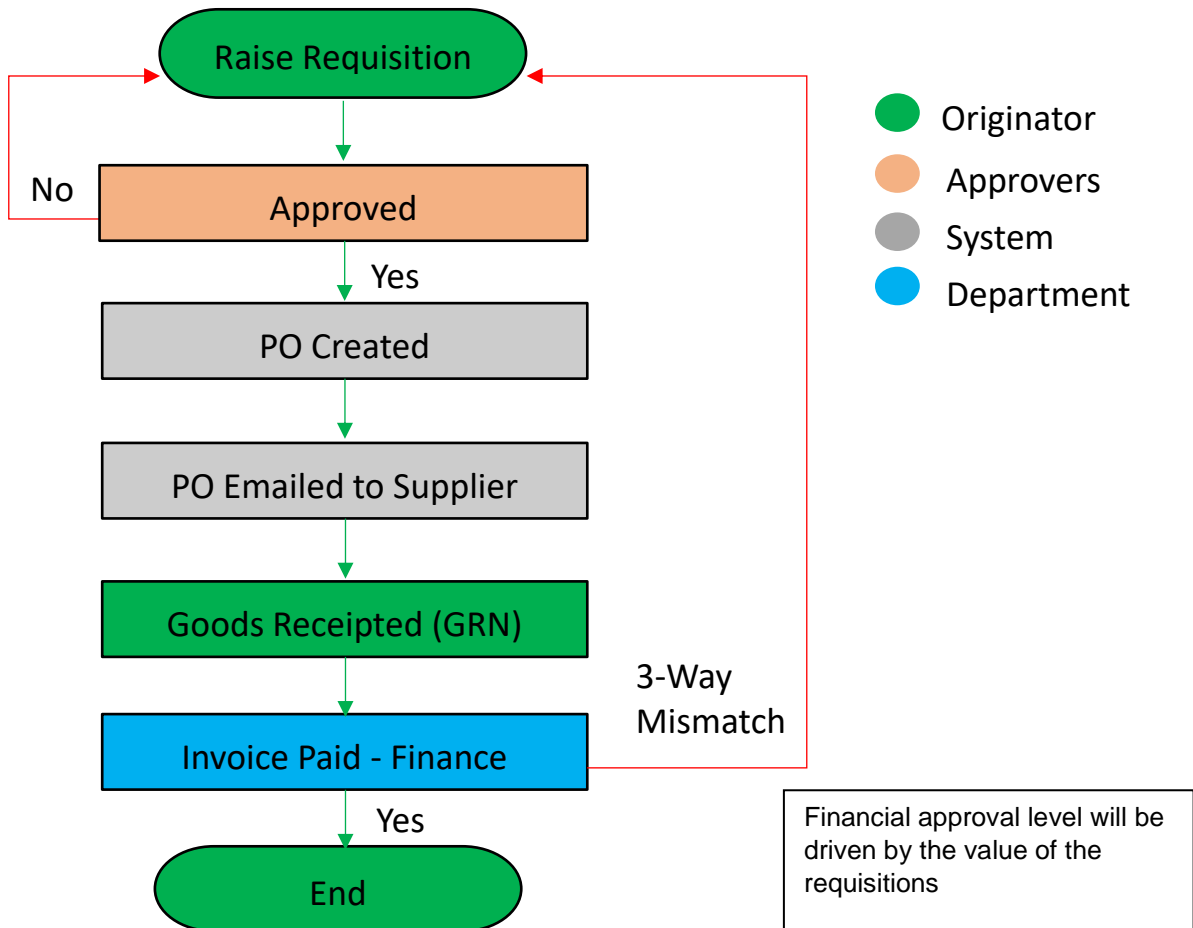 Raise Requisition
Originator
Approvers
System
Department
No
Approved
Yes
PO Created
PO Emailed to Supplier
Goods Receipted (GRN)
3-Way
Mismatch
Invoice Paid - Finance
Yes
End
Financial approval level will be
driven by the value of the
requisitions